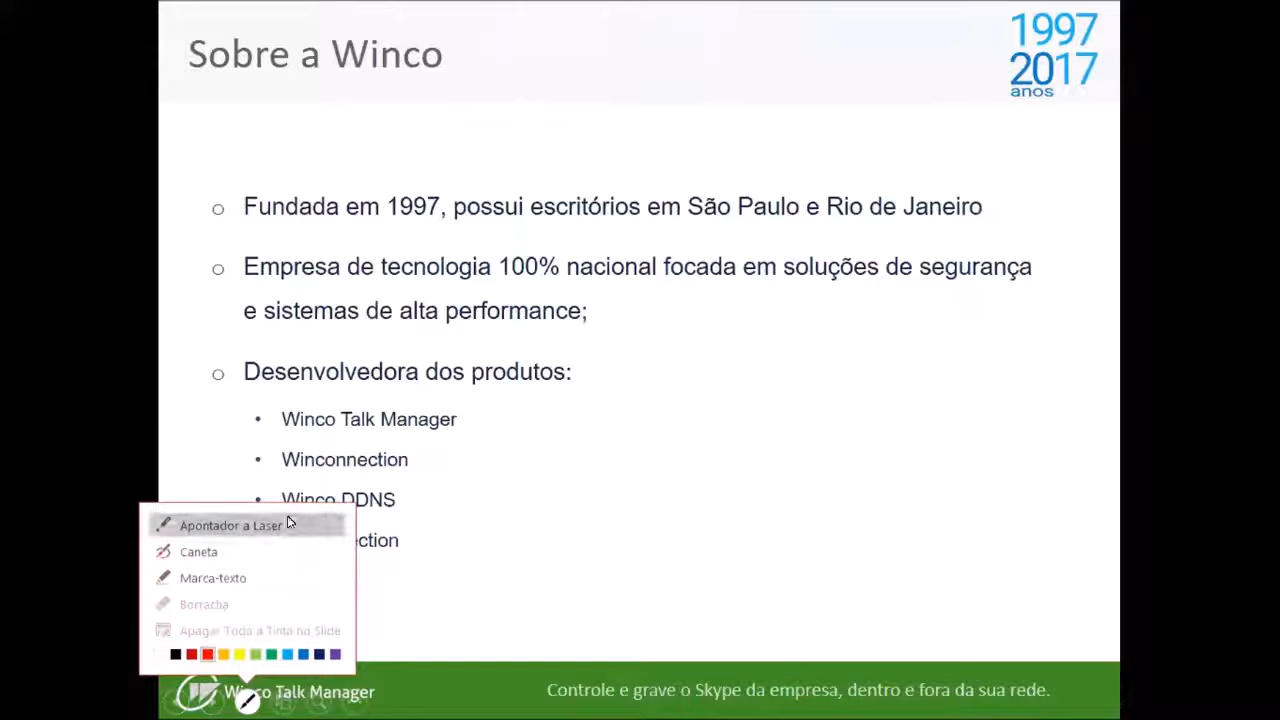 Sobre a Winco
1997
2017
anos
Fundada em 1997, possui escritórios em São Paulo e Rio de Janeiro
Empresa de tecnologia 100% nacional focada em soluções de segurança
e sistemas de alta performance;
Desenvolvedora dos produtos:
Winco Talk Manager
Winconnection
Winco DDNS
Apontador a Laser
Caneta
Marca-texto
Borracha
Apagar Toda a Tinta no Slide
Winco Talk Manager
Controle e grave o Skype da empresa, dentro e fora da sua rede.